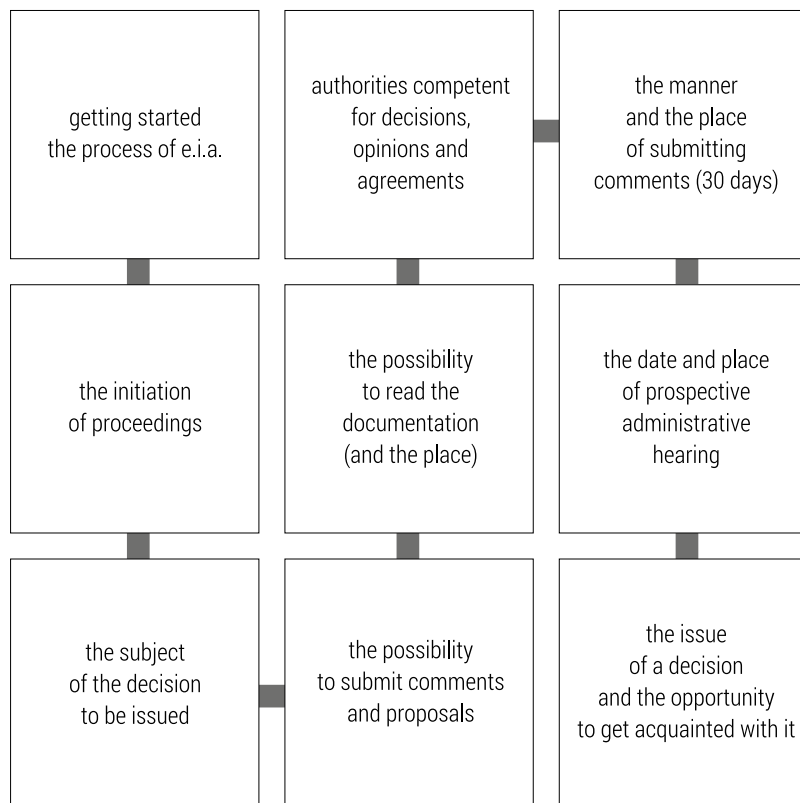 getting started
the process of e.i.a.
the initiation
of proceedings
the subject
of the decision
to be issued
the possibility
to submit comments
and proposals
the possibility
to read the
documentation
(and the place)
authorities competent
for decisions,
opinions and
agreements
the manner
and the place
of submitting
comments (30 days)
the date and place
of prospective
administrative
hearing
the issue
of a decision
and the opportunity
to get acquainted with it